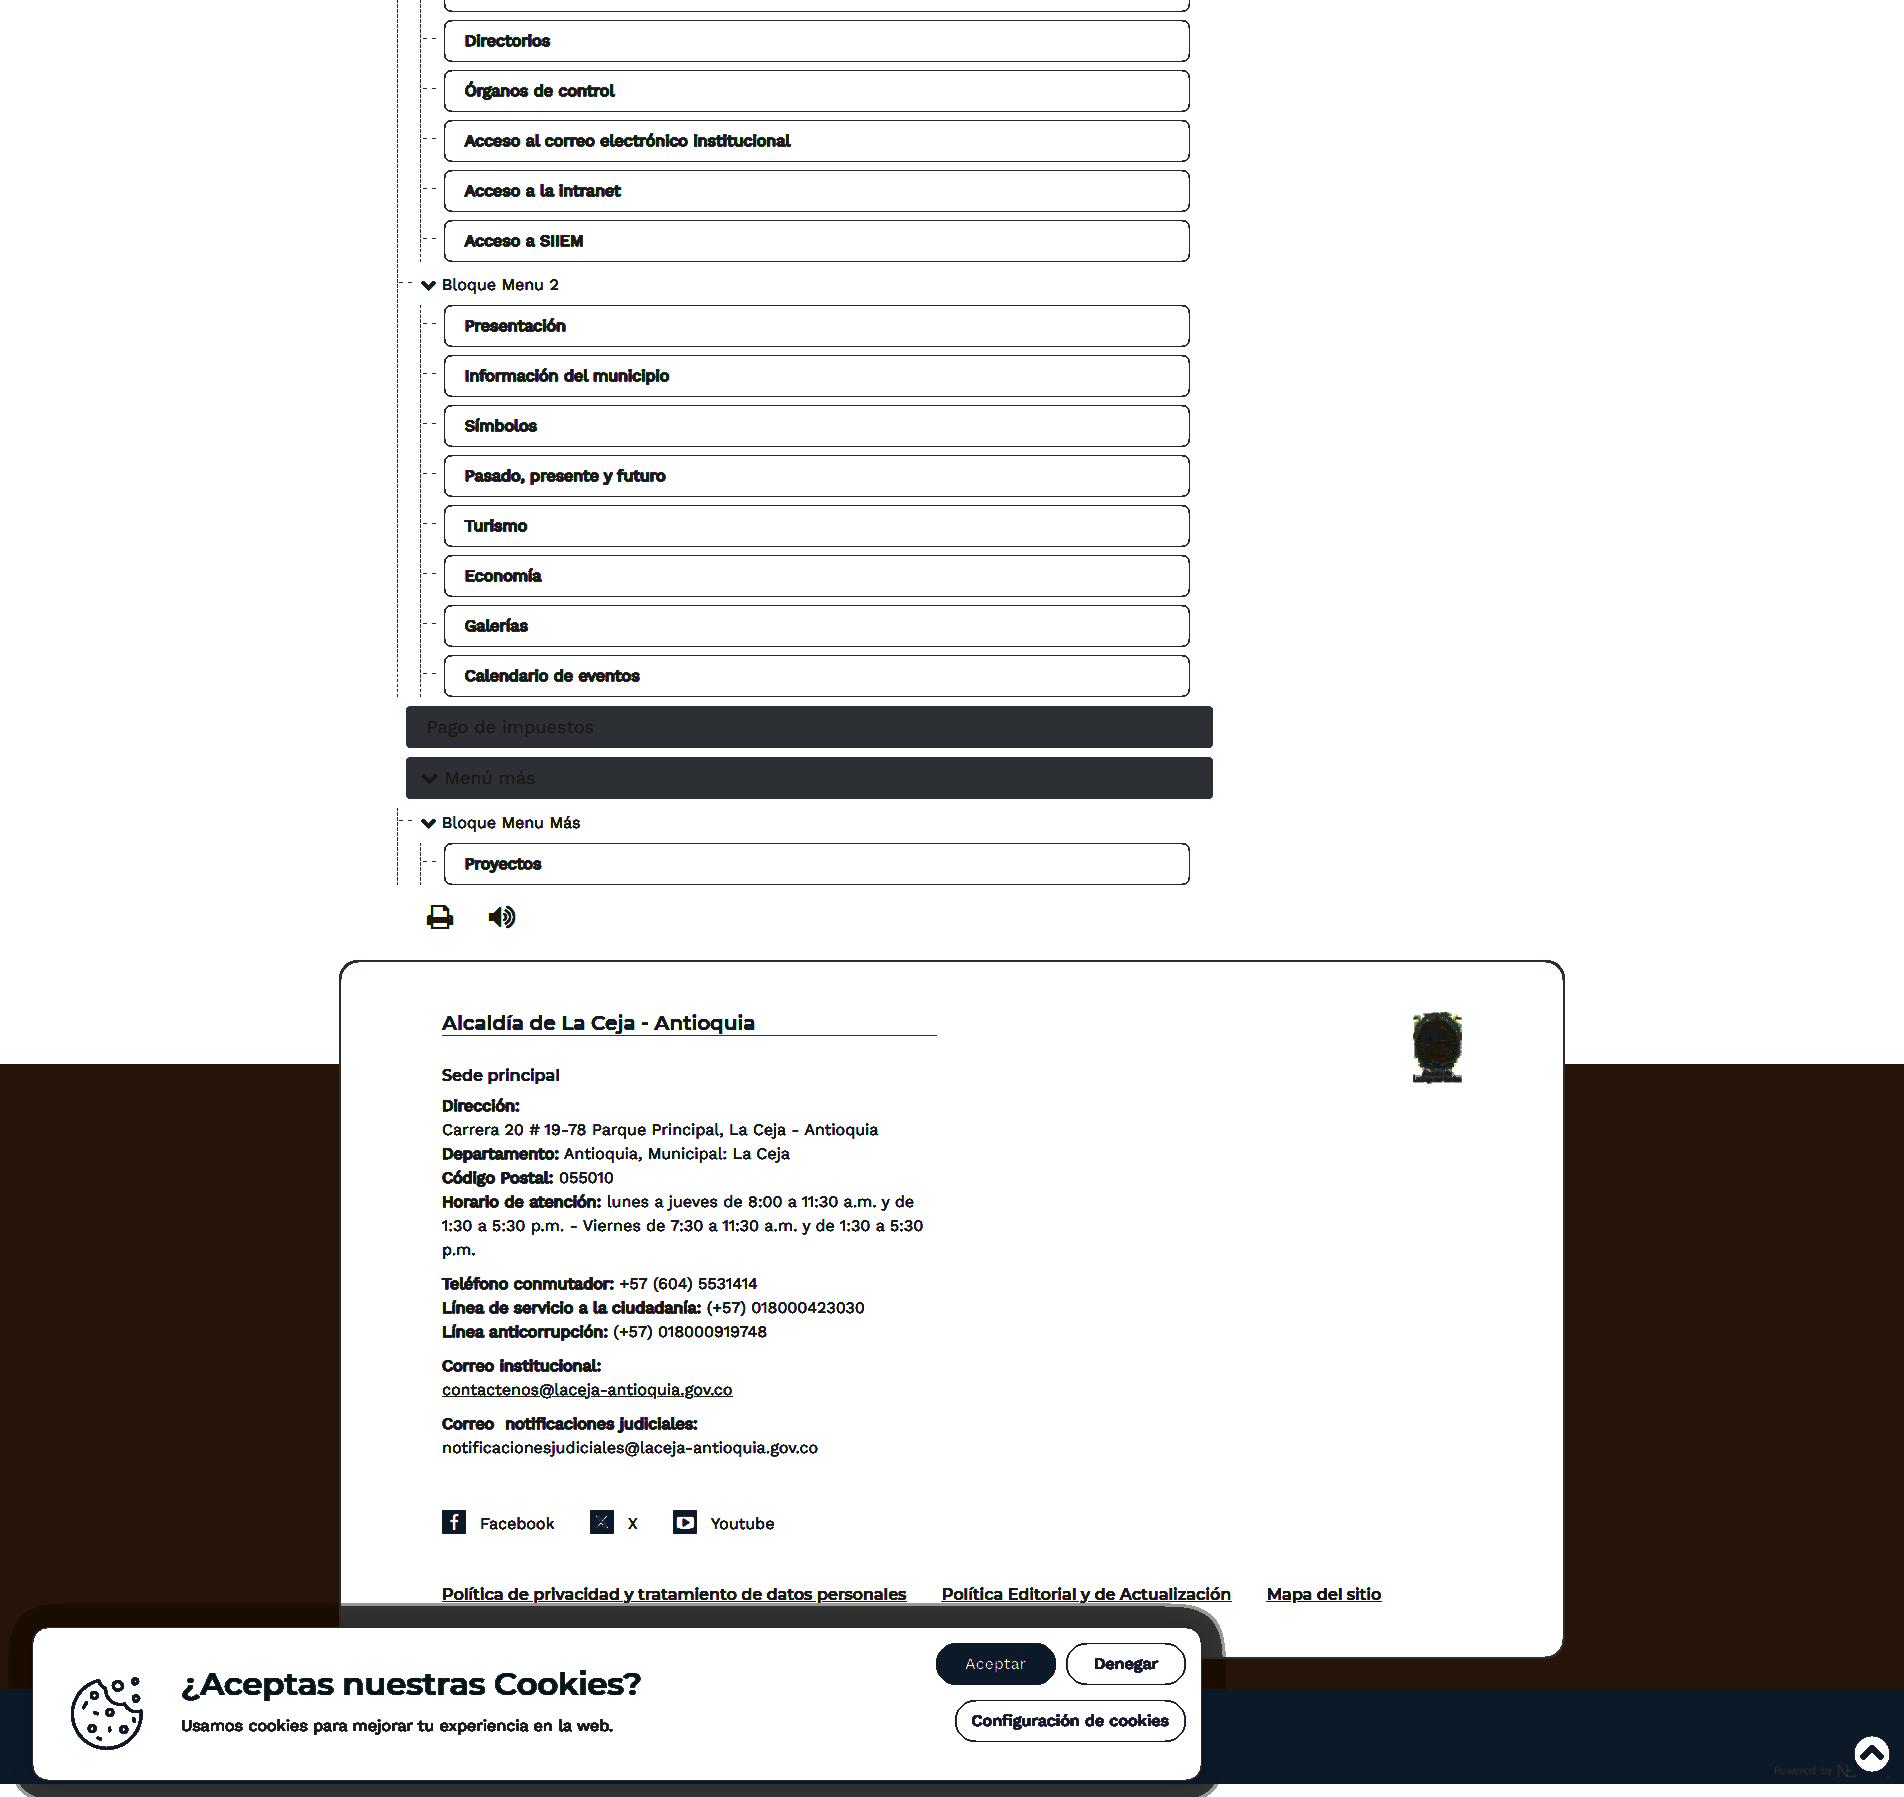 Directorios
Órganos de control
Acceso al correo electrónico institucional
Acceso a la intranet
Acceso a SIIEM
Bloque Menu 2
Presentación
Información del municipio
Símbolos
Pasado, presente y futuro
Turismo
Economía
Galerías
Calendario de eventos
Pago de impuestos
Menú más
Bloque Menu Más
Proyectos
Alcaldía de La Ceja - Antioquia
Sede principal
Dirección:
Carrera 20 # 19-78 Parque Principal, La Ceja - Antioquia
Departamento: Antioquia, Municipal: La Ceja
Código Postal: 055010
Horario de atención: lunes a jueves de 8:00 a 11:30 a.m. y de
1:30 a 5:30 p.m. - Viernes de 7:30 a 11:30 a.m. y de 1:30 a 5:30
p.m.
Teléfono conmutador: +57 (604) 5531414
Línea de servicio a la ciudadanía: (+57) 018000423030
Línea anticorrupción: (+57) 018000919748
Correo institucional:
contactenos@laceja-antioquia.gov.co
Correo  notificaciones judiciales:
notificacionesjudiciales@laceja-antioquia.gov.co
Facebook X Youtube
Política de privacidad y tratamiento de datos personales Política Editorial y de Actualización Mapa del sitio
¿Aceptas nuestras Cookies?
Usamos cookies para mejorar tu experiencia en la web.
Aceptar Denegar
Configuración de cookies
Powered by